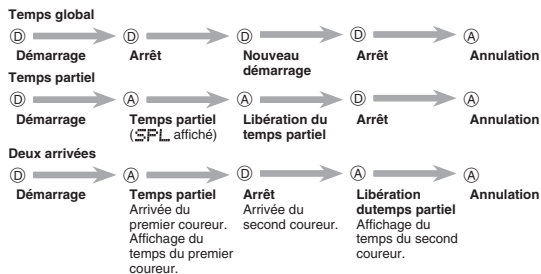 Temps global
Ⓓ Ⓓ Ⓓ Ⓓ Ⓐ
Démarrage Arrêt Nouveau démarrage Arrêt Annulation
Temps partiel
Ⓓ Ⓐ Ⓐ Ⓓ Ⓐ
Démarrage Temps partiel (SPL affiché) Libération du temps partiel Arrêt Annulation
Deux arrivées
Ⓓ Ⓐ Ⓓ Ⓐ Ⓐ
Démarrage Temps partiel Arrêt Libération Annulation
Arrivée du Arrivée du dutemps partiel
premier coureur. second coureur. Affichage du
Affichage du temps du second
temps du premier coureur.
coureur.